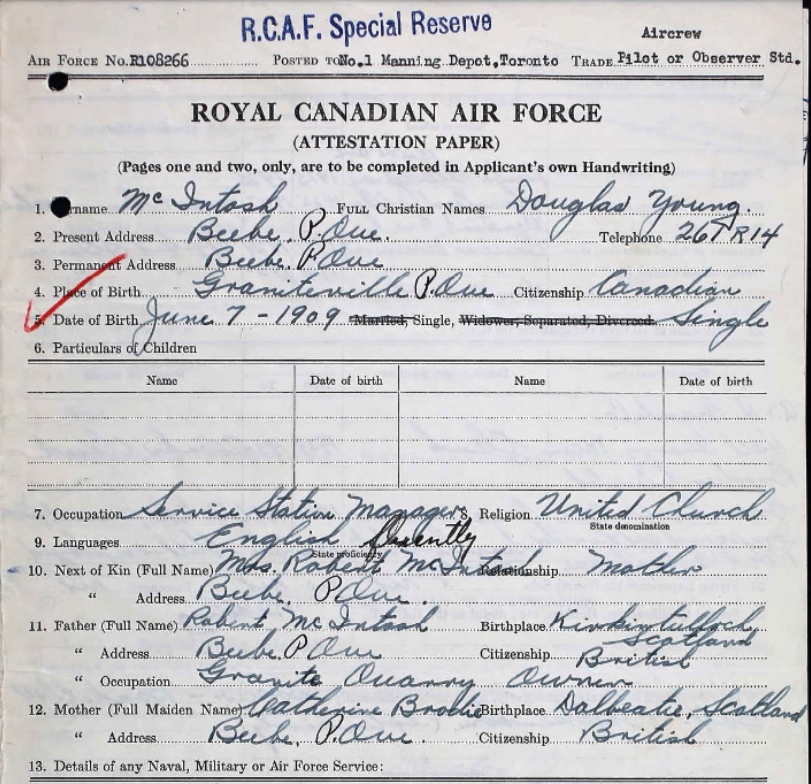 R.C.A.F. Special Reserve
Aircrew
AIR FORCE No. R108266 POSTED TO No.1 Manning Depot, Toronto TRADE Pilot or Observer Std.
ROYAL CANADIAN AIR FORCE
(ATTESTATION PAPER)
(Pages one and two, only, are to be completed in Applicant's own Handwriting)
1. rname McIntosh FULL Christian Names Douglas Young.
2. Present Address Beebe, P. Que. Telephone 26 R 14
3. Permanent Address Beebe, P. Que
4. Place of Birth Graniteville P. Que Citizenship Canadian
5. Date of Birth June 7 - 1909 Married, Single, Widower, Separated, Divorced. Single
6. Particulars of Children
Name Date of birth Name Date of birth
7. Occupation Service Station Manager 8. Religion United Church
State denomination
9. Languages English fluently
State proficiency
10. Next of Kin (Full Name) Mrs. Robert McIntosh Relationship Mother
" Address Beebe, P. Que.
11. Father (Full Name) Robert McIntosh Birthplace Kirkintulloch Scotland
" Address Beebe, P. Que Citizenship British
" Occupation Granite Quarry Owner
12. Mother (Full Maiden Name) Catherine Brodie Birthplace Dalbeatie, Scotland
" Address Beebe, P. Que. Citizenship British
13. Details of any Naval, Military or Air Force Service: